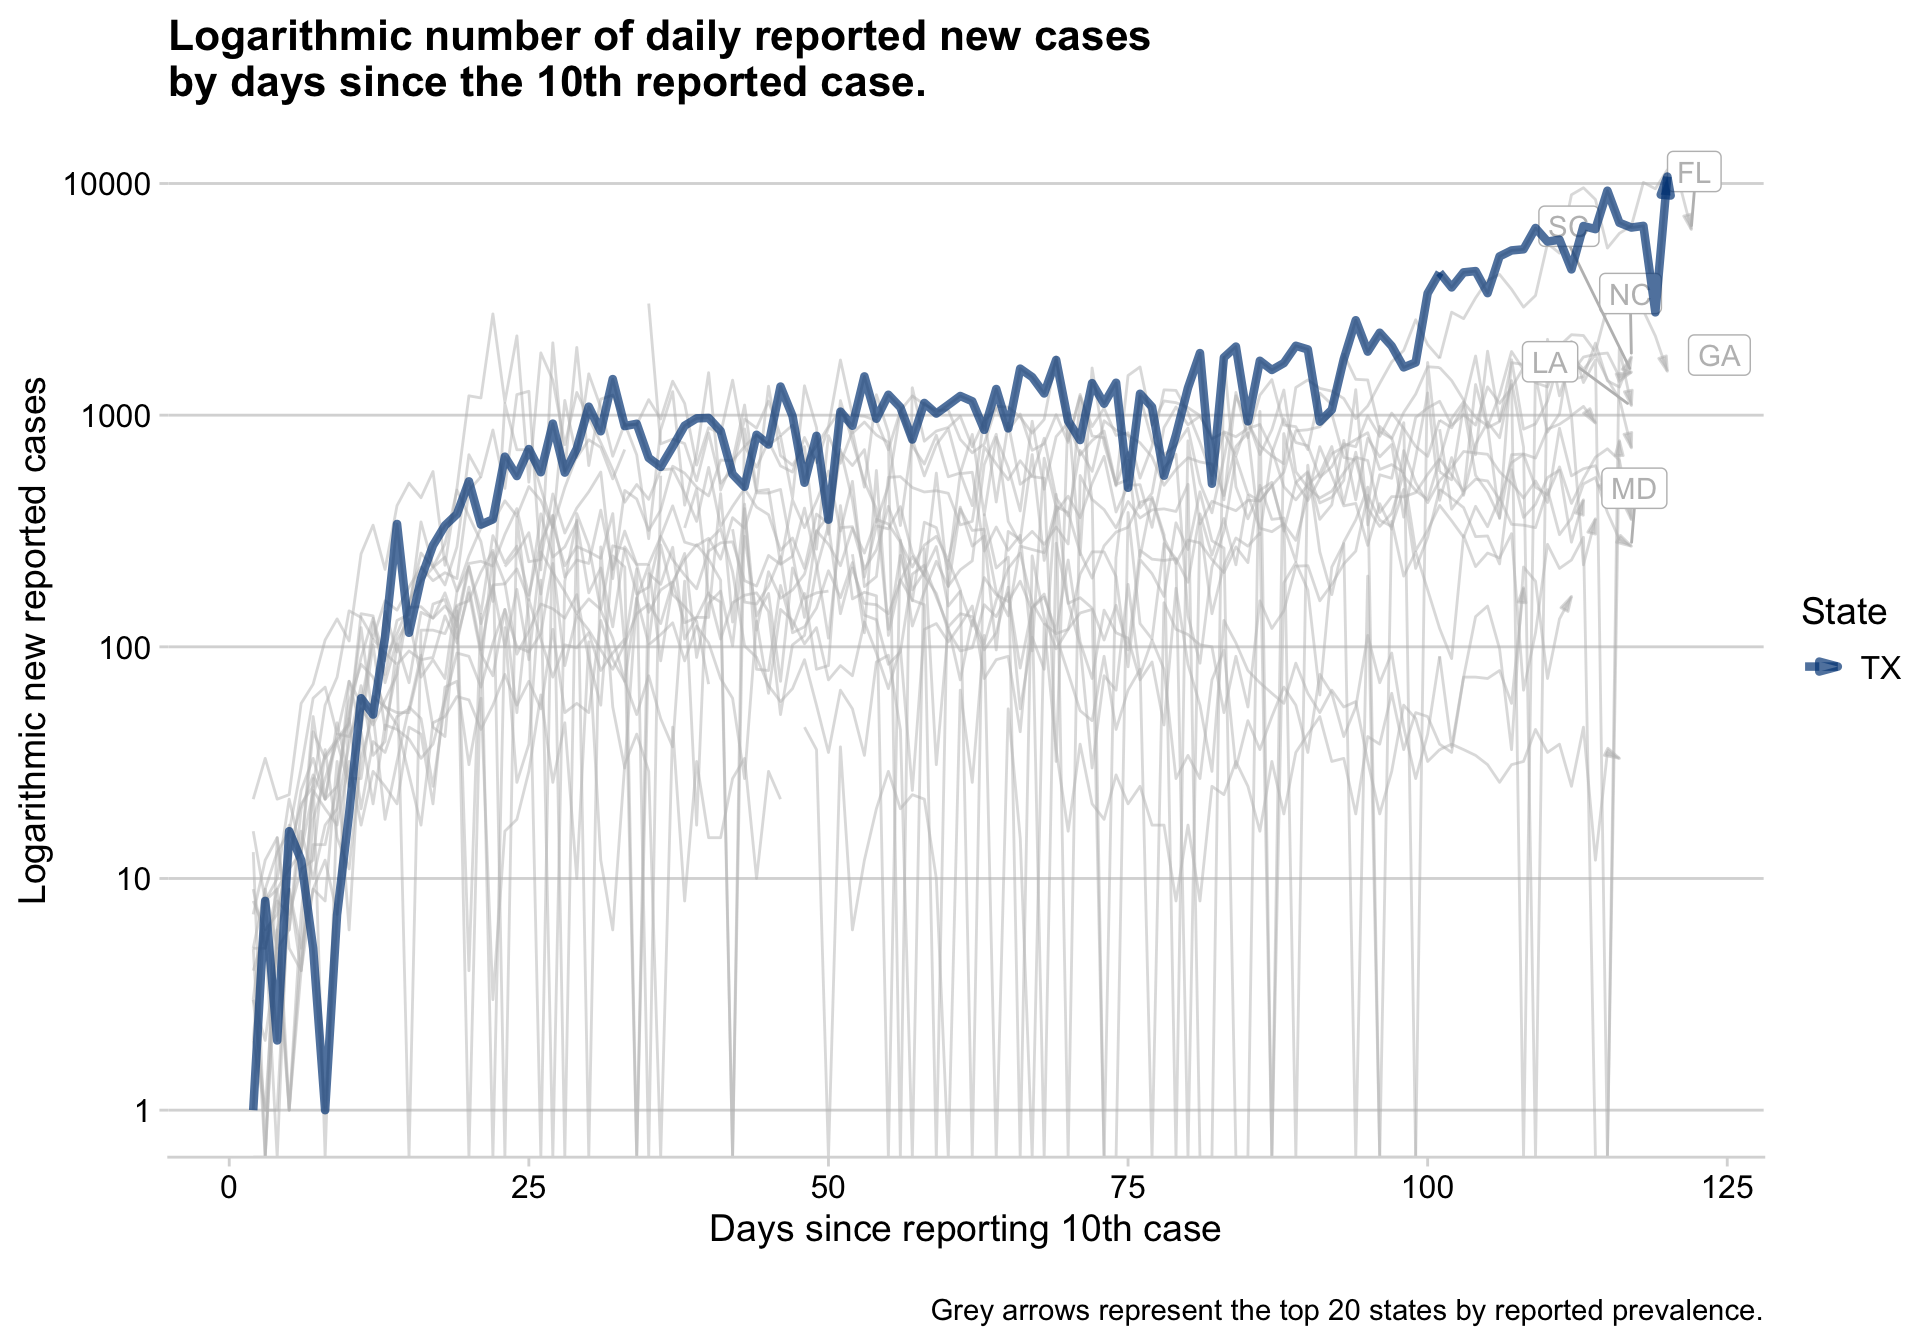 Logarithmic number of daily reported new cases
by days since the 10th reported case.
Logarithmic new reported cases
10000
1000
100
10
1
FL
SC
NC
LA
GA
MD
State
TX
0
25
50
75
100
125
Days since reporting 10th case
Grey arrows represent the top 20 states by reported prevalence.